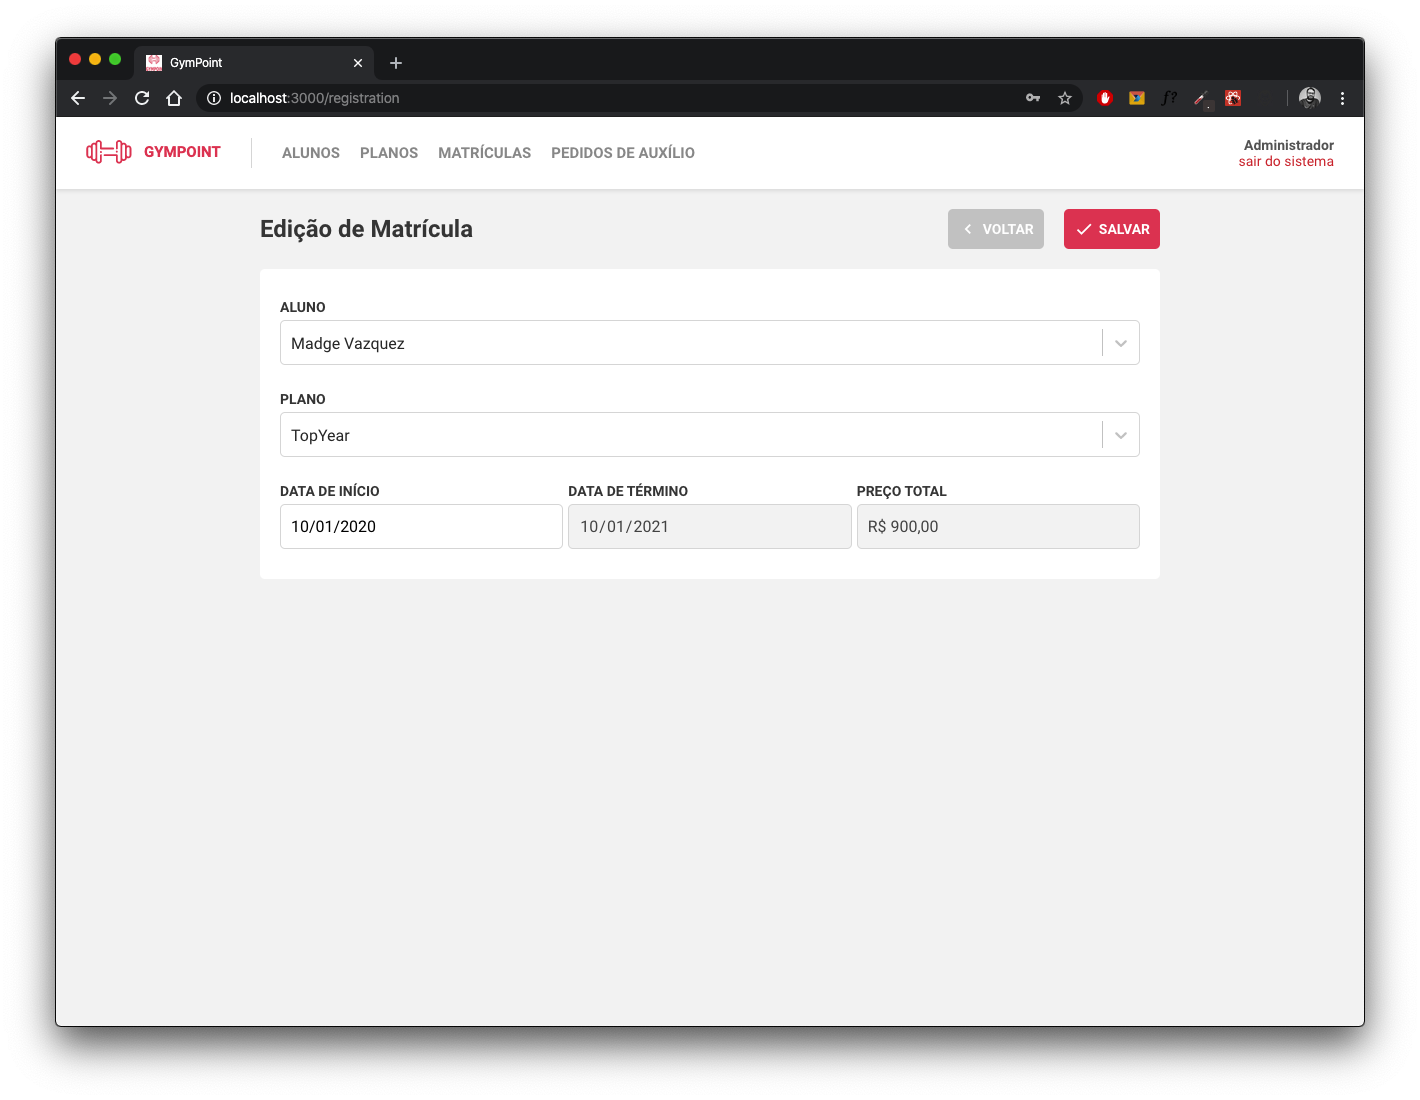 GymPoint
localhost:3000/registration
f?
GYMPOINT
ALUNOS PLANOS MATRÍCULAS PEDIDOS DE AUXÍLIO
Administrador
sair do sistema
Edição de Matrícula
VOLTAR
SALVAR
ALUNO
Madge Vazquez
PLANO
TopYear
DATA DE INÍCIO DATA DE TÉRMINO PREÇO TOTAL
10/01/2020 10/01/2021 R$ 900,00